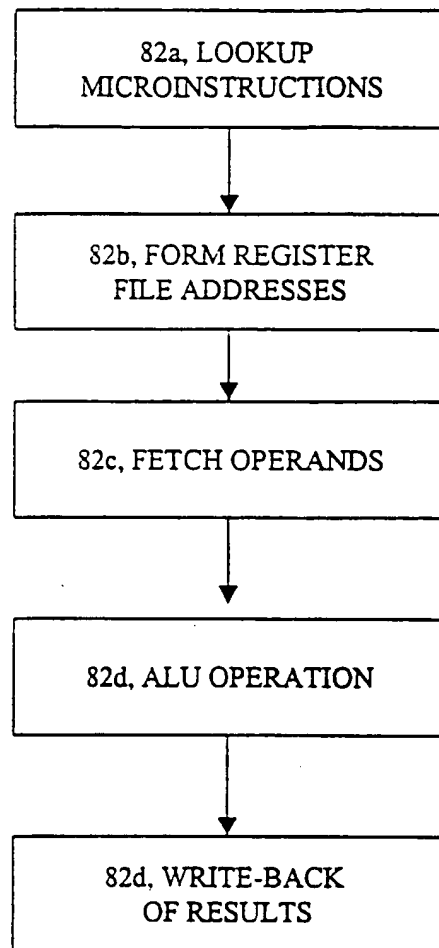 82a, LOOKUP
MICROINSTRUCTIONS
82b, FORM REGISTER
FILE ADDRESSES
82c, FETCH OPERANDS
82d, ALU OPERATION
82d, WRITE-BACK
OF RESULTS